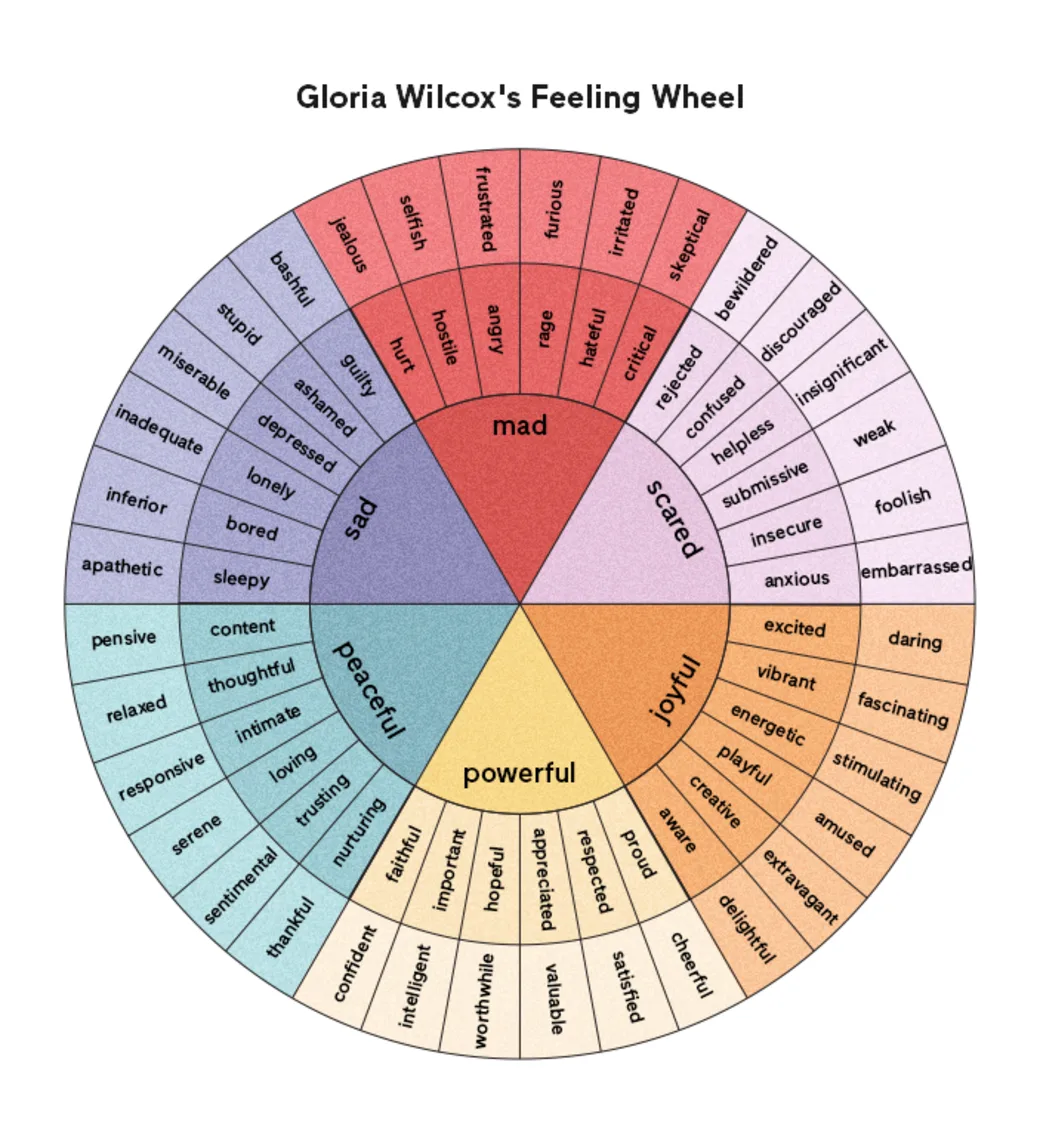 Gloria Wilcox's Feeling Wheel
mad
hurt
hostile
angry
rage
hateful
critical
jealous
selfish
frustrated
furious
irritated
skeptical
scared
rejected
confused
helpless
submissive
insecure
anxious
bewildered
discouraged
insignificant
weak
foolish
embarrassed
joyful
excited
vibrant
energetic
playful
creative
aware
daring
fascinating
stimulating
amused
extravagant
delightful
powerful
proud
respected
appreciated
hopeful
important
faithful
cheerful
satisfied
valuable
worthwhile
intelligent
confident
peaceful
nurturing
trusting
loving
intimate
thoughtful
content
thankful
sentimental
serene
responsive
relaxed
pensive
sad
sleepy
bored
lonely
depressed
ashamed
guilty
apathetic
inferior
inadequate
miserable
stupid
bashful